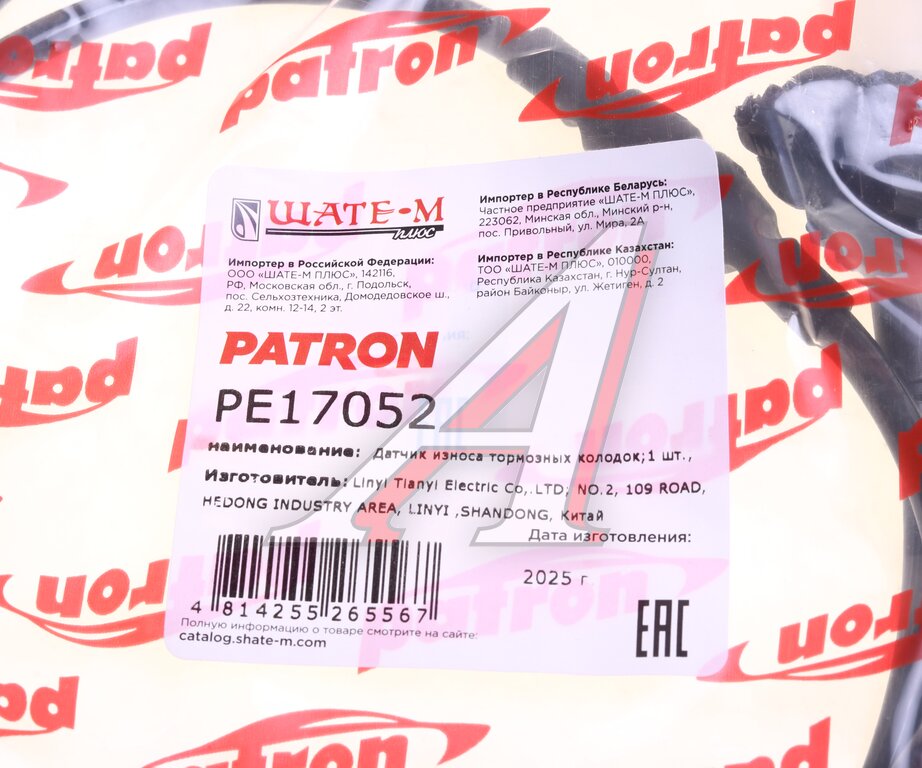 patron
patron
patron
ШАТЕ-М
ПЛЮС
Импортер в Российской Федерации:
ООО «ШАТЕ-М ПЛЮС», 142116,
РФ, Московская обл., г. Подольск,
пос. Сельхозтехника, Домодедовское ш.,
д. 22, комн. 12-14, 2 эт.
Импортер в Республике Беларусь:
Частное предприятие «ШАТЕ-М ПЛЮС»,
223062, Минская обл., Минский р-н,
пос. Привольный, ул. Мира, 2А
Импортер в Республике Казахстан:
ТОО «ШАТЕ-М ПЛЮС», 010000,
Республика Казахстан, г. Нур-Султан,
район Байконыр, ул. Жетиген, д. 2
PATRON
PE17052
наименование: Датчик износа тормозных колодок;1 шт.,
Изготовитель: Linyi Tianyi Electric Co,.LTD; NO.2, 109 ROAD,
HEDONG INDUSTRY AREA, LINYI ,SHANDONG, Китай
Дата изготовления:
2025 г
4 814255 265567
Полную информацию о товаре смотрите на сайте:
catalog.shate-m.com
EAC
patron
patron